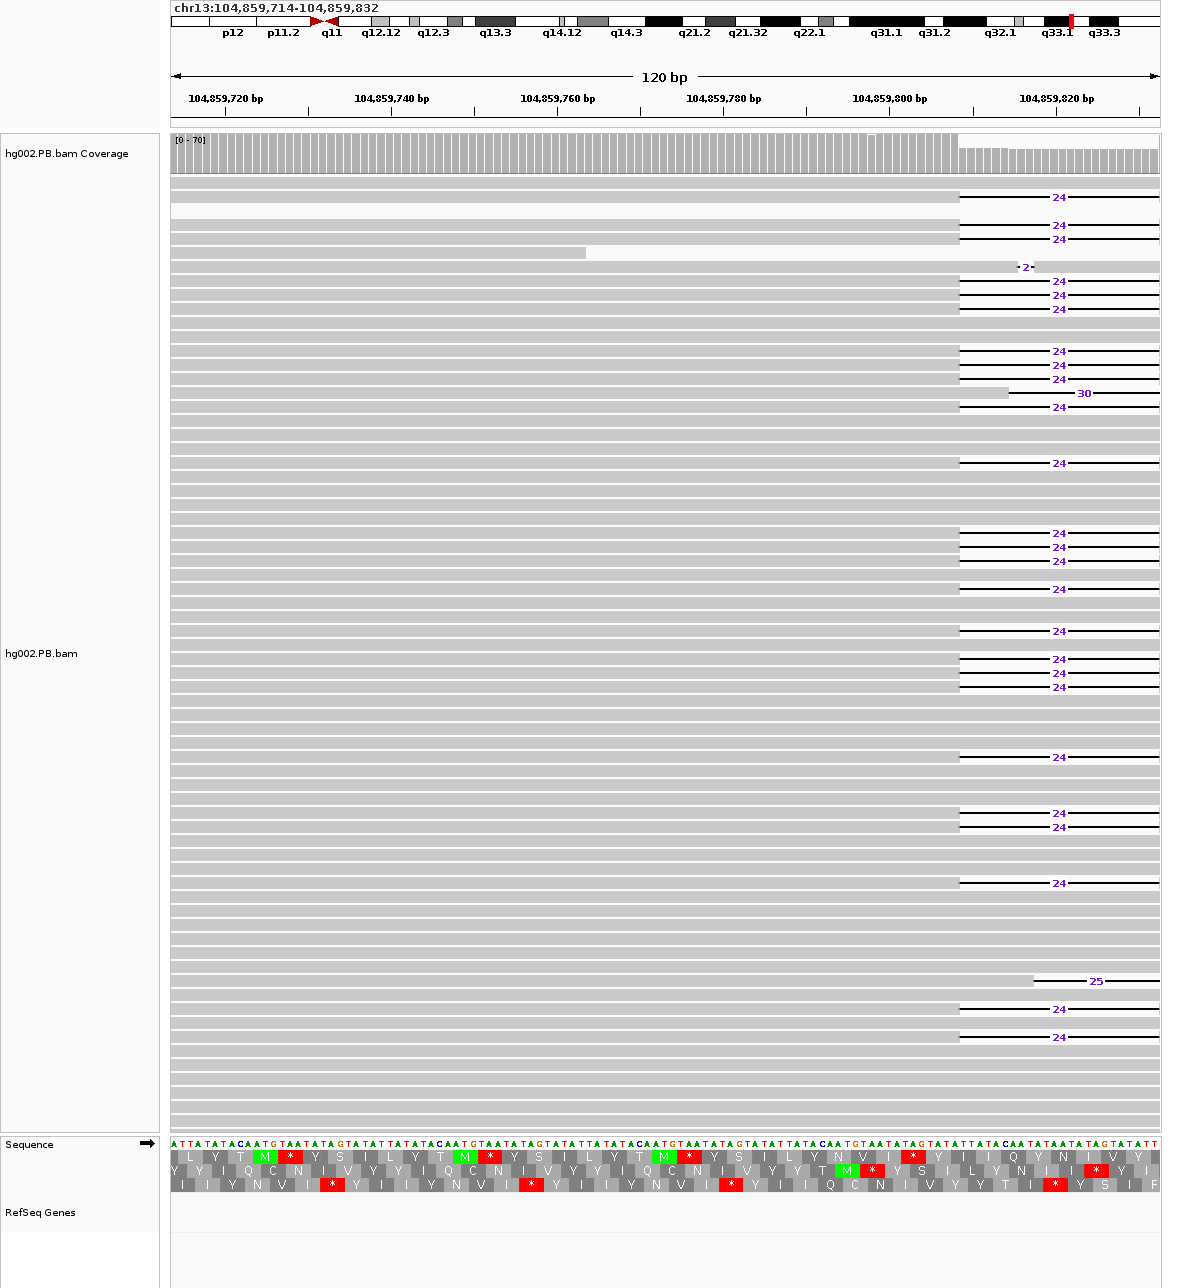 chr13:104,859,714-104,859,832
p12 p11.2 q11 q12.12 q12.3 q13.3 q14.12 q14.3 q21.2 q21.32 q22.1 q31.1 q31.2 q32.1 q33.1 q33.3
120 bp
104,859,720 bp 104,859,740 bp 104,859,760 bp 104,859,780 bp 104,859,800 bp 104,859,820 bp
[0 - 70]
hg002.PB.bam Coverage
24
24
24
2
24
24
24
24
24
24
30
24
24
24
24
24
24
24
hg002.PB.bam
24
24
24
24
24
24
24
25
24
24
Sequence
ATTATATACAATGTAATATAGTATATTATATACAATGTAATATAGTATATTATATACAATGTAATATAGTATATTATACAATGTAATATAGTATATTATACAATATAATATAGTATATT
L Y T M * Y S I L Y T M * Y S I L Y T M * Y S I L Y N V I * Y I I Q Y N I V Y I
Y Y I Q C N I V Y Y I Q C N I V Y Y I Q C N I V Y Y T M * Y S I L Y N I I * Y I
I I Y N V I * Y I I Y N V I * Y I I Y N V I * Y I I Q C N I V Y Y T I * Y S I F
RefSeq Genes